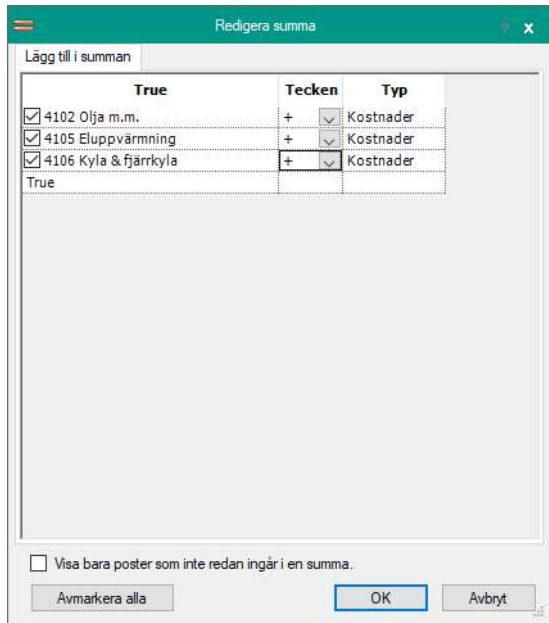 Redigera summa ? x
Lägg till i summan
True Tecken Typ
4102 Olja m.m. + Kostnader
4105 Eluppvärmning + Kostnader
4106 Kyla & fjärrkyla + Kostnader
True
Visa bara poster som inte redan ingår i en summa.
Avmarkera alla OK Avbryt